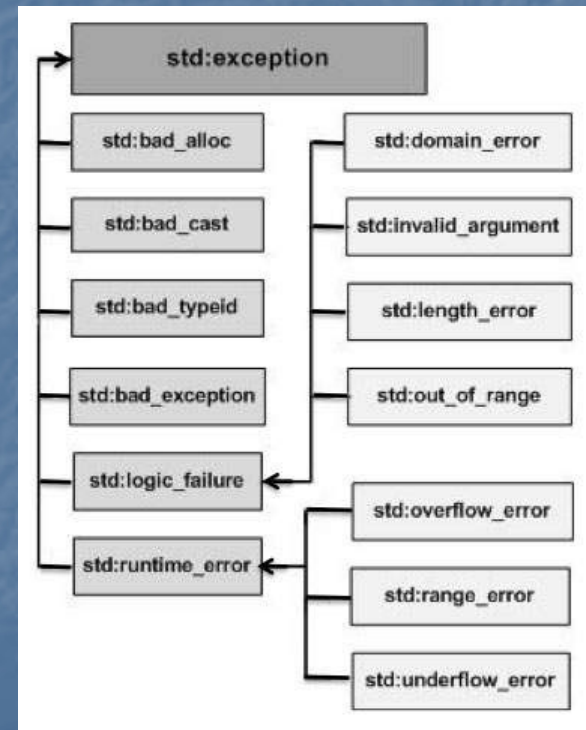 std:exception
std:bad_alloc
std:bad_cast
std:bad_typeid
std:bad_exception
std:logic_failure
std:runtime_error
std:domain_error
std:invalid_argument
std:length_error
std:out_of_range
std:overflow_error
std:range_error
std:underflow_error